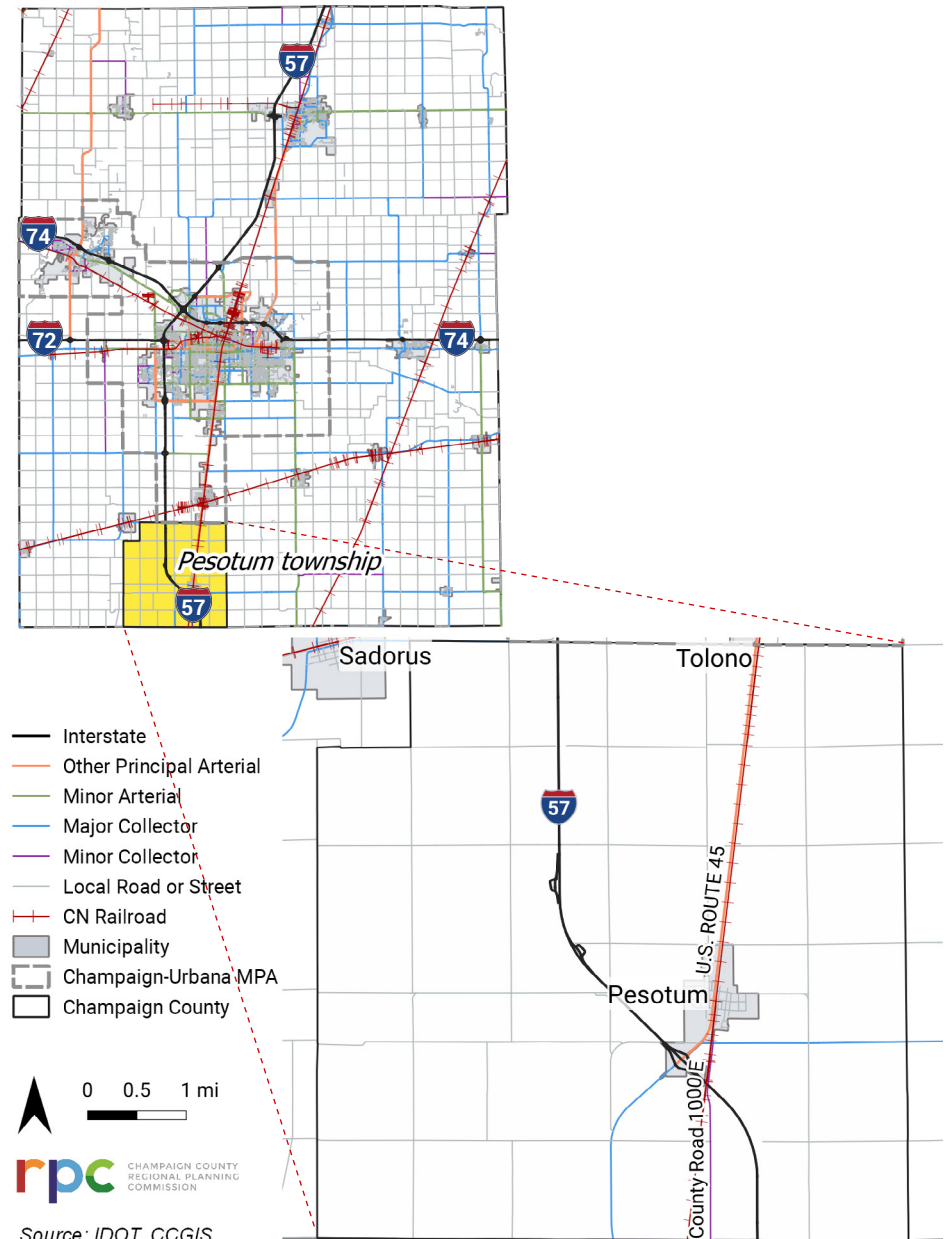 57
74
72
74
Pesotum township
57
Sadorus
Tolono
57
U.S. ROUTE 45
Pesotum
County Road 1000 E
Interstate
Other Principal Arterial
Minor Arterial
Major Collector
Minor Collector
Local Road or Street
CN Railroad
Municipality
Champaign-Urbana MPA
Champaign County
0 0.5 1 mi
rpc
CHAMPAIGN COUNTY
REGIONAL PLANNING
COMMISSION
Source: IDOT, CCGIS